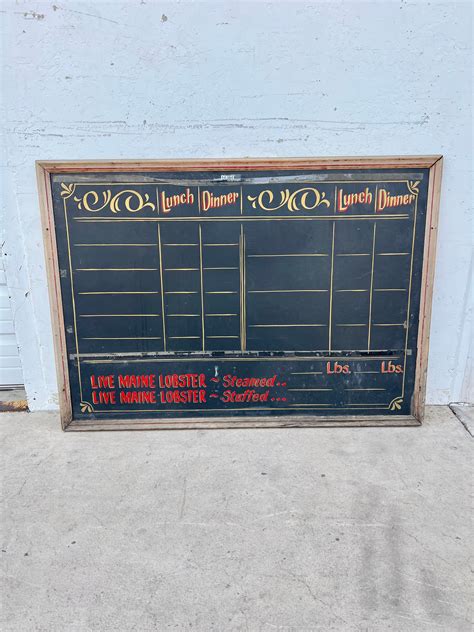 Lunch Dinner Lunch Dinner
Lbs. Lbs.
LIVE MAINE LOBSTER ~ Steamed...
LIVE MAINE LOBSTER ~ Stuffed...